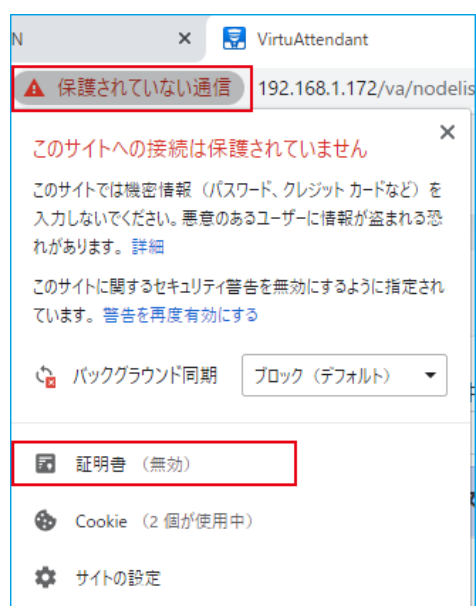 N × VirtuAttendant
保護されていない通信 192.168.1.172/va/nodelis
このサイトへの接続は保護されていません ×
このサイトでは機密情報（パスワード、クレジット カードなど）を
入力しないでください。悪意のあるユーザーに情報が盗まれる恐
れがあります。 詳細
このサイトに関するセキュリティ警告を無効にするように指定され
ています。 警告を再度有効にする
バックグラウンド同期 ブロック（デフォルト）
証明書 （無効）
Cookie （2 個が使用中）
サイトの設定